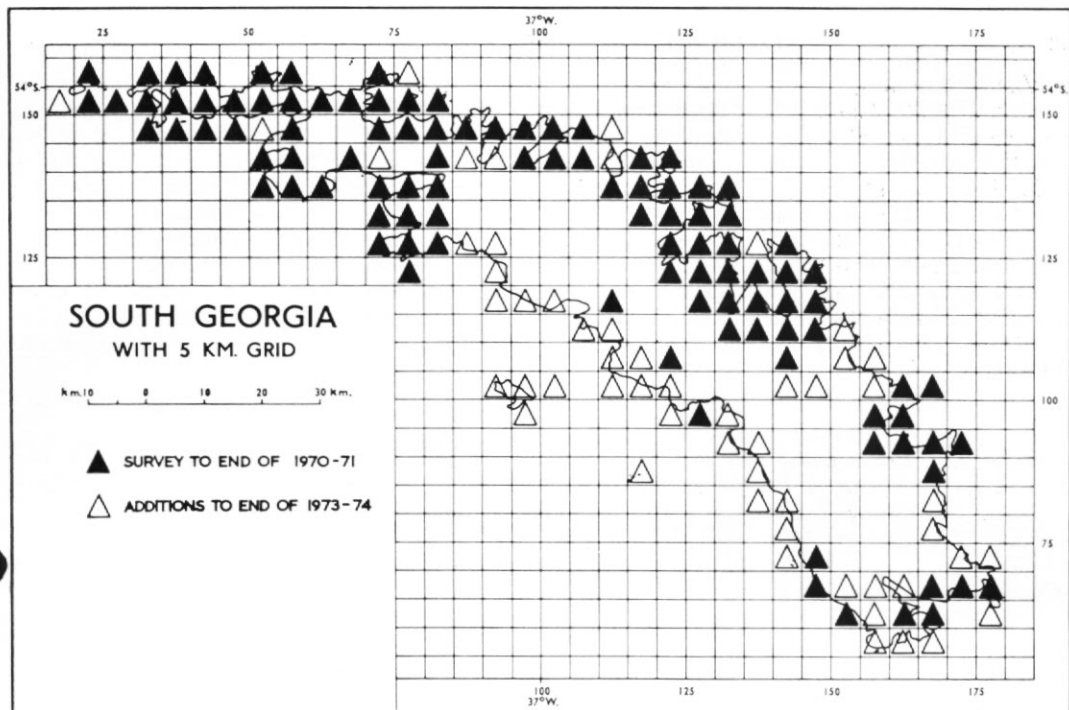 37°W.
25 50 75 100 125 150 175
54°S. 54°S.
150 150
125 125
SOUTH GEORGIA
WITH 5 KM. GRID
km.10 0 10 20 30 km.
100
SURVEY TO END OF 1970-71
ADDITIONS TO END OF 1973-74
75
100 125 150 175
37°W.